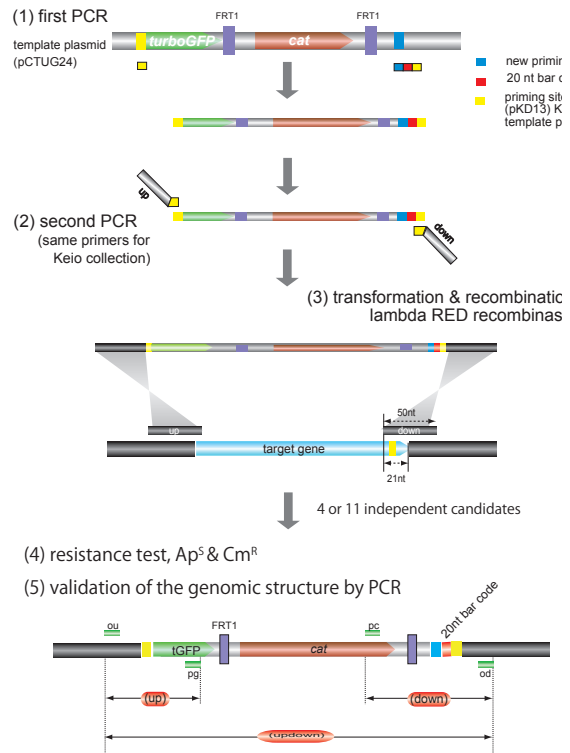 (1) first PCR
FRT1
FRT1
template plasmid
(pCTUG24)
turboGFP
cat
new primin
20 nt bar c
priming site
(pKD13) K
template p
up
(2) second PCR
(same primers for
Keio collection)
down
(3) transformation & recombinatio
lambda RED recombinas
50nt
up
down
target gene
21nt
4 or 11 independent candidates
(4) resistance test, Apˢ & Cmᴿ
(5) validation of the genomic structure by PCR
20nt bar code
ou
FRT1
pc
tGFP
cat
pg
od
(up)
(down)
(updown)